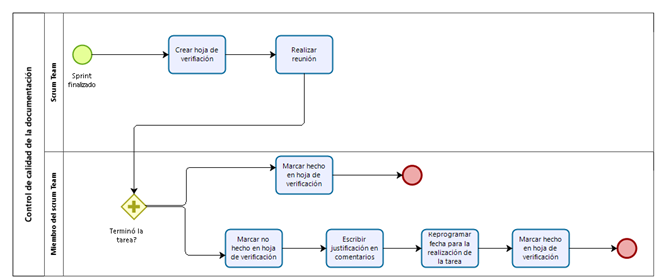 Control de calidad de la documentación
Scrum Team
Sprint
finalizado
Crear hoja de
verifiación
Realizar
reunión
Miembro del scrum Team
Terminó la
tarea?
Marcar hecho
en hoja de
verificación
Marcar no
hecho en hoja
de verificación
Escribir
justificación en
comentarios
Reprogramar
fecha para la
realización de
la tarea
Marcar hecho
en hoja de
verificación